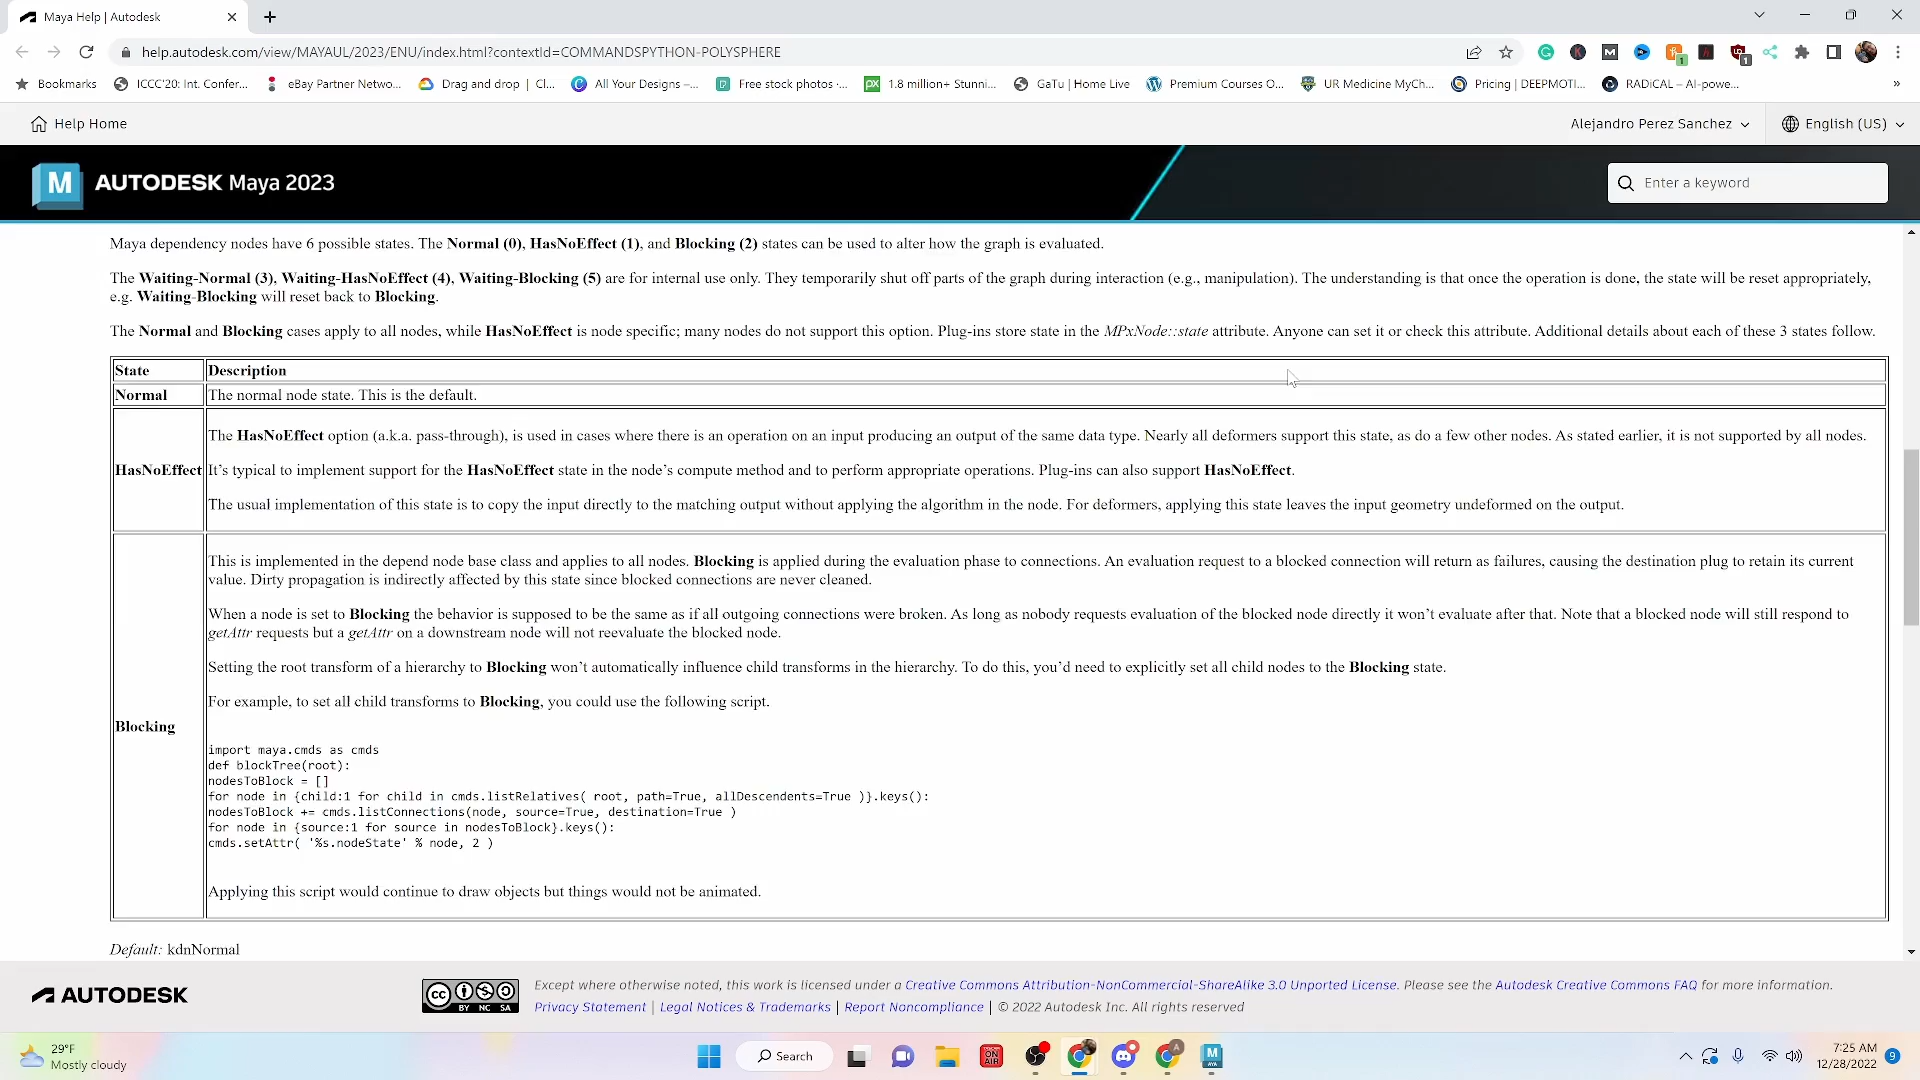 Maya Help | Autodesk
help.autodesk.com/view/MAYAUL/2023/ENU/index.html?contextId=COMMANDSPYTHON-POLYSPHERE
Bookmarks
ICCC'20: Int. Confer...
eBay Partner Netwo...
Drag and drop | Cl...
All Your Designs –...
Free stock photos ·...
1.8 million+ Stunni...
GaTu | Home Live
Premium Courses O...
UR Medicine MyCh...
Pricing | DEEPMOTI...
RADiCAL – AI-powe...
»
Help Home
Alejandro Perez Sanchez
English (US)
M AUTODESK Maya 2023
Enter a keyword
Maya dependency nodes have 6 possible states. The Normal (0), HasNoEffect (1), and Blocking (2) states can be used to alter how the graph is evaluated.
The Waiting-Normal (3), Waiting-HasNoEffect (4), Waiting-Blocking (5) are for internal use only. They temporarily shut off parts of the graph during interaction (e.g., manipulation). The understanding is that once the operation is done, the state will be reset appropriately,
e.g. Waiting-Blocking will reset back to Blocking.
The Normal and Blocking cases apply to all nodes, while HasNoEffect is node specific; many nodes do not support this option. Plug-ins store state in the MPxNode::state attribute. Anyone can set it or check this attribute. Additional details about each of these 3 states follow.
State Description
Normal The normal node state. This is the default.
The HasNoEffect option (a.k.a. pass-through), is used in cases where there is an operation on an input producing an output of the same data type. Nearly all deformers support this state, as do a few other nodes. As stated earlier, it is not supported by all nodes.
HasNoEffect It's typical to implement support for the HasNoEffect state in the node's compute method and to perform appropriate operations. Plug-ins can also support HasNoEffect.
The usual implementation of this state is to copy the input directly to the matching output without applying the algorithm in the node. For deformers, applying this state leaves the input geometry undeformed on the output.
This is implemented in the depend node base class and applies to all nodes. Blocking is applied during the evaluation phase to connections. An evaluation request to a blocked connection will return as failures, causing the destination plug to retain its current
value. Dirty propagation is indirectly affected by this state since blocked connections are never cleaned.
When a node is set to Blocking the behavior is supposed to be the same as if all outgoing connections were broken. As long as nobody requests evaluation of the blocked node directly it won't evaluate after that. Note that a blocked node will still respond to
getAttr requests but a getAttr on a downstream node will not reevaluate the blocked node.
Setting the root transform of a hierarchy to Blocking won't automatically influence child transforms in the hierarchy. To do this, you'd need to explicitly set all child nodes to the Blocking state.
For example, to set all child transforms to Blocking, you could use the following script.
Blocking
import maya.cmds as cmds
def blockTree(root):
nodesToBlock = []
for node in {child:1 for child in cmds.listRelatives( root, path=True, allDescendents=True )}.keys():
nodesToBlock += cmds.listConnections(node, source=True, destination=True )
for node in {source:1 for source in nodesToBlock}.keys():
cmds.setAttr( '%s.nodeState' % node, 2 )
Applying this script would continue to draw objects but things would not be animated.
Default: kdnNormal
AUTODESK
cc BY NC SA
Except where otherwise noted, this work is licensed under a Creative Commons Attribution-NonCommercial-ShareAlike 3.0 Unported License. Please see the Autodesk Creative Commons FAQ for more information.
Privacy Statement | Legal Notices & Trademarks | Report Noncompliance | © 2022 Autodesk Inc. All rights reserved
29°F
Mostly cloudy
Search
ON AIR
7:25 AM
12/28/2022
9